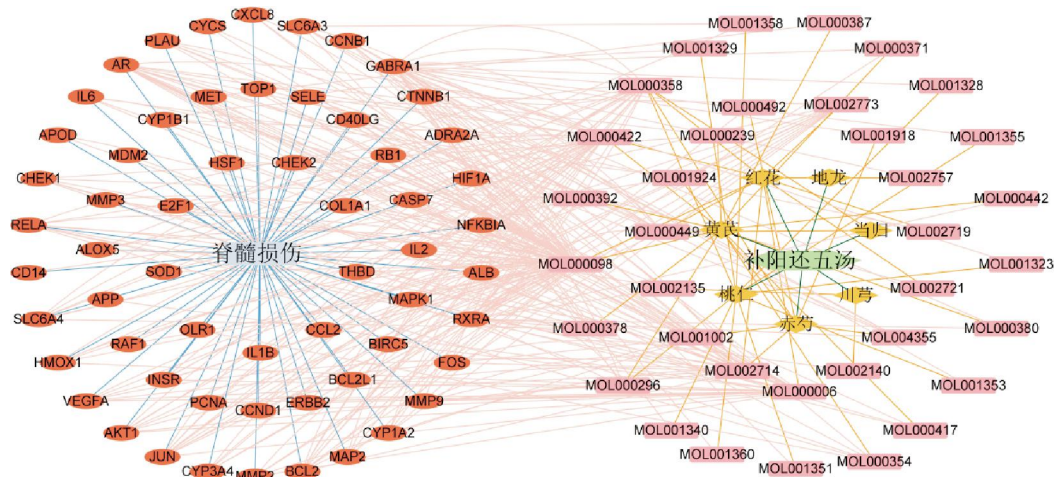 CXCL8
CYCS
SLC6A3
PLAU
CCNB1
AR
GABRA1
TOP1
MET
SELE
CTNNB1
IL6
CYP1B1
CD40LG
ADRA2A
APOD
MDM2
HSF1
CHEK2
RB1
CHEK1
HIF1A
MMP3
E2F1
COL1A1
CASP7
RELA
NFKBIA
ALOX5
脊髓损伤
IL2
CD14
SOD1
THBD
ALB
APP
MAPK1
SLC6A4
RXRA
OLR1
CCL2
RAF1
BIRC5
HMOX1
IL1B
FOS
INSR
BCL2L1
VEGFA
PCNA
CCND1
ERBB2
MMP9
AKT1
CYP1A2
JUN
MAP2
CYP3A4
BCL2
MOL001358
MOL000387
MOL001329
MOL000371
MOL000358
MOL001328
MOL000492
MOL002773
MOL000422
MOL000239
MOL001918
MOL001355
MOL001924
红花
地龙
MOL002757
MOL000392
MOL000442
黄芪
当归
MOL000449
MOL002719
MOL000098
补阳还五汤
MOL001323
MOL002135
桃仁
川芎
MOL002721
MOL000378
赤芍
MOL000380
MOL001002
MOL004355
MOL002714
MOL002140
MOL000296
MOL000006
MOL001353
MOL001340
MOL000417
MOL001360
MOL001351
MOL000354